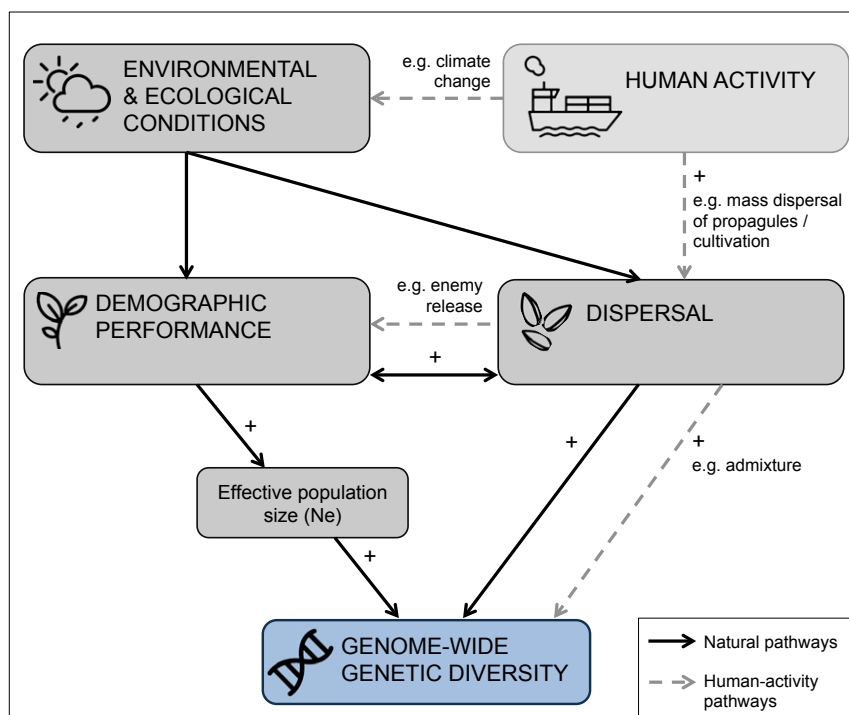 ENVIRONMENTAL
& ECOLOGICAL
CONDITIONS
e.g. climate
change
HUMAN ACTIVITY
+
e.g. mass dispersal
of propagules /
cultivation
DEMOGRAPHIC
PERFORMANCE
e.g. enemy
release
DISPERSAL
+
+
+
+
e.g. admixture
Effective population
size (Ne)
+
GENOME-WIDE
GENETIC DIVERSITY
Natural pathways
Human-activity
pathways